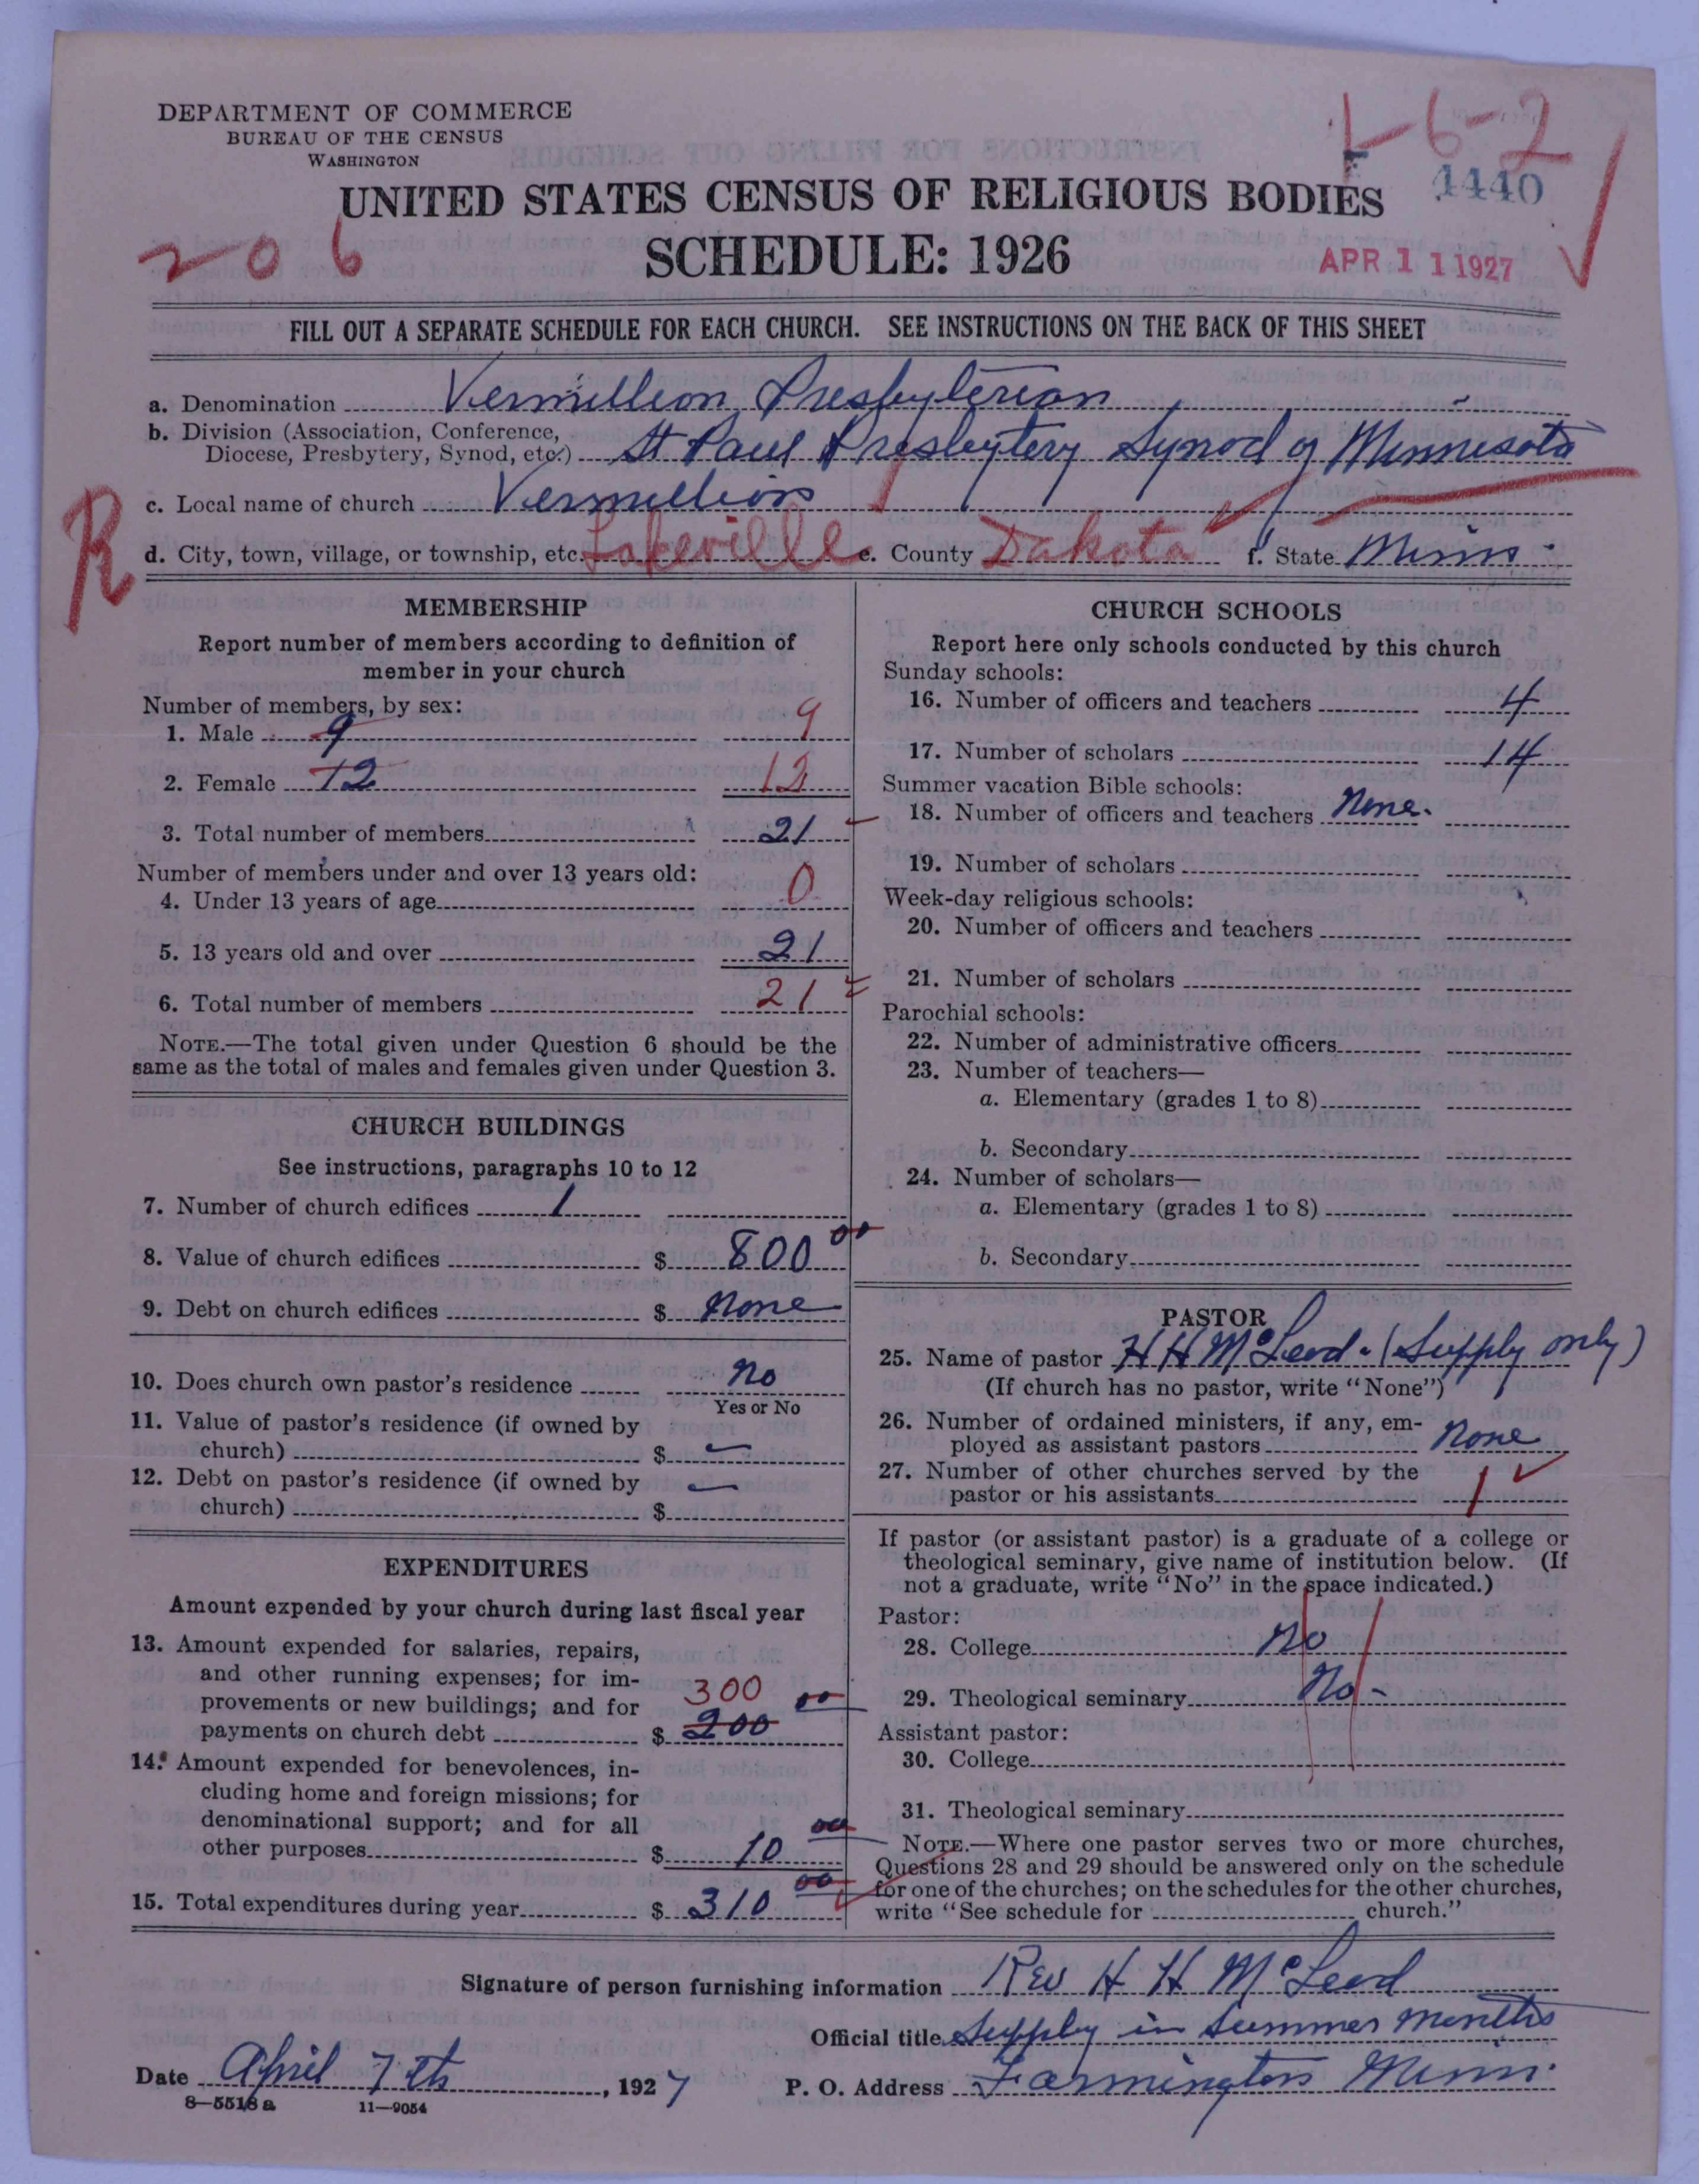 DEPARTMENT OF COMMERCE
BUREAU OF THE CENSUS
WASHINGTON
1-6-2
4440
UNITED STATES CENSUS OF RELIGIOUS BODIES
206
SCHEDULE: 1926
APR 11 1927
FILL OUT A SEPARATE SCHEDULE FOR EACH CHURCH. SEE INSTRUCTIONS ON THE BACK OF THIS SHEET
a. Denomination Vermillion Presbyterian
b. Division (Association, Conference, Diocese, Presbytery, Synod, etc.) St Paul Presbytery Synod of Minnesota
c. Local name of church Vermillion
R
d. City, town, village, or township, etc. Lakeville e. County Dakota f. State Minn.
MEMBERSHIP
Report number of members according to definition of
member in your church
Number of members, by sex:
1. Male 9 9
2. Female 12 12
3. Total number of members 21
Number of members under and over 13 years old:
4. Under 13 years of age 0
5. 13 years old and over 21
6. Total number of members 21
NOTE.—The total given under Question 6 should be the
same as the total of males and females given under Question 3.
CHURCH BUILDINGS
See instructions, paragraphs 10 to 12
7. Number of church edifices 1
8. Value of church edifices $ 800 00
9. Debt on church edifices $ None
10. Does church own pastor's residence No
Yes or No
11. Value of pastor's residence (if owned by
church) $
12. Debt on pastor's residence (if owned by
church) $
EXPENDITURES
Amount expended by your church during last fiscal year
13. Amount expended for salaries, repairs,
and other running expenses; for im-
provements or new buildings; and for 300 00
payments on church debt $ 200
14. Amount expended for benevolences, in-
cluding home and foreign missions; for
denominational support; and for all
other purposes $ 10 00
15. Total expenditures during year $ 310 00
CHURCH SCHOOLS
Report here only schools conducted by this church
Sunday schools:
16. Number of officers and teachers 4
17. Number of scholars 14
Summer vacation Bible schools:
18. Number of officers and teachers None.
19. Number of scholars
Week-day religious schools:
20. Number of officers and teachers
21. Number of scholars
Parochial schools:
22. Number of administrative officers
23. Number of teachers—
a. Elementary (grades 1 to 8)
b. Secondary
24. Number of scholars—
a. Elementary (grades 1 to 8)
b. Secondary
PASTOR
25. Name of pastor H H McLeod. (Supply only)
(If church has no pastor, write "None")
26. Number of ordained ministers, if any, em-
ployed as assistant pastors None
27. Number of other churches served by the
pastor or his assistants 1
If pastor (or assistant pastor) is a graduate of a college or
theological seminary, give name of institution below. (If
not a graduate, write "No" in the space indicated.)
Pastor:
28. College No
29. Theological seminary No -
Assistant pastor:
30. College
31. Theological seminary
NOTE.—Where one pastor serves two or more churches,
Questions 28 and 29 should be answered only on the schedule
for one of the churches; on the schedules for the other churches,
write "See schedule for church."
Signature of person furnishing information Rev H H McLeod
Official title Supply in summer months
Date April 7th, 1927 P. O. Address Farmington Minn.
8—5518 a 11—9054